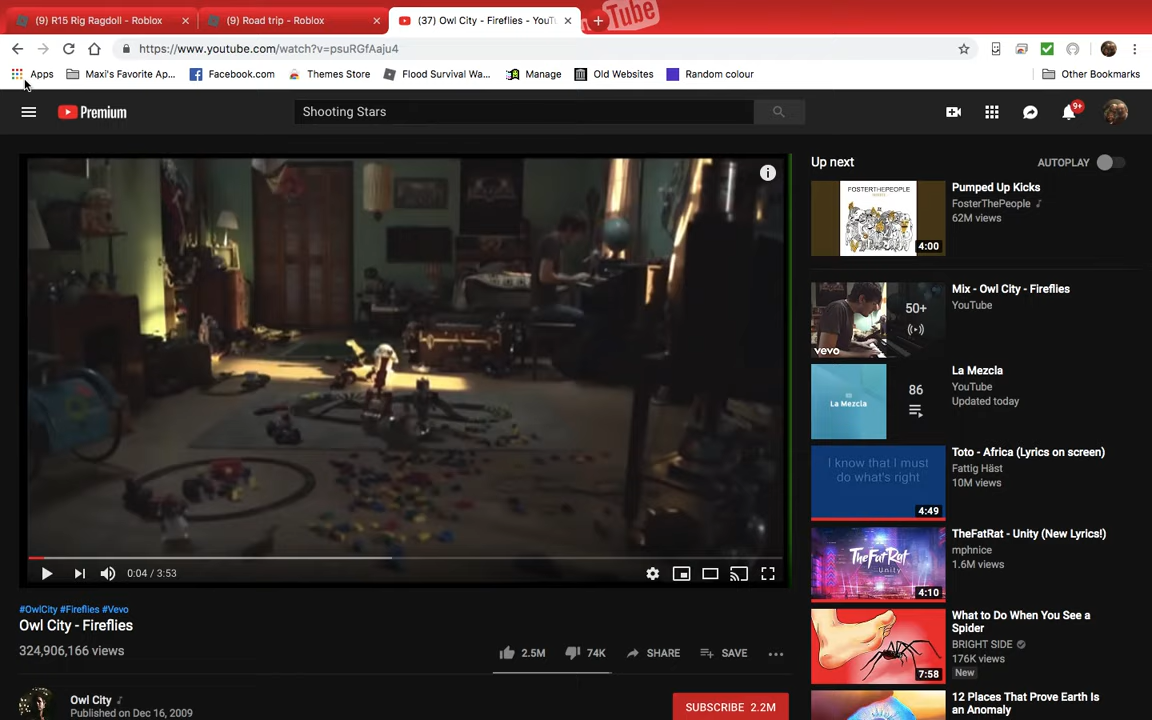 (9) R15 Rig Ragdoll - Roblox
(9) Road trip - Roblox
(37) Owl City - Fireflies - YouTu
Tube
https://www.youtube.com/watch?v=psuRGfAaju4
Apps
Maxi's Favorite Ap...
Facebook.com
Themes Store
Flood Survival Wa...
Manage
Old Websites
Random colour
Other Bookmarks
Premium
Shooting Stars
9+
Up next
AUTOPLAY
FOSTERTHEPEOPLE
4:00
Pumped Up Kicks
FosterThePeople
62M views
50+
vevo
Mix - Owl City - Fireflies
YouTube
La Mezcla
86
La Mezcla
YouTube
Updated today
I know that I must
do what's right
4:49
Toto - Africa (Lyrics on screen)
Fattig Häst
10M views
TheFatRat
Unity
4:10
TheFatRat - Unity (New Lyrics!)
mphnice
1.6M views
7:58
What to Do When You See a
Spider
BRIGHT SIDE
176K views
New
12 Places That Prove Earth Is
an Anomaly
0:04 / 3:53
#OwlCity #Fireflies #Vevo
Owl City - Fireflies
324,906,166 views
2.5M
74K
SHARE
SAVE
Owl City
Published on Dec 16, 2009
SUBSCRIBE 2.2M